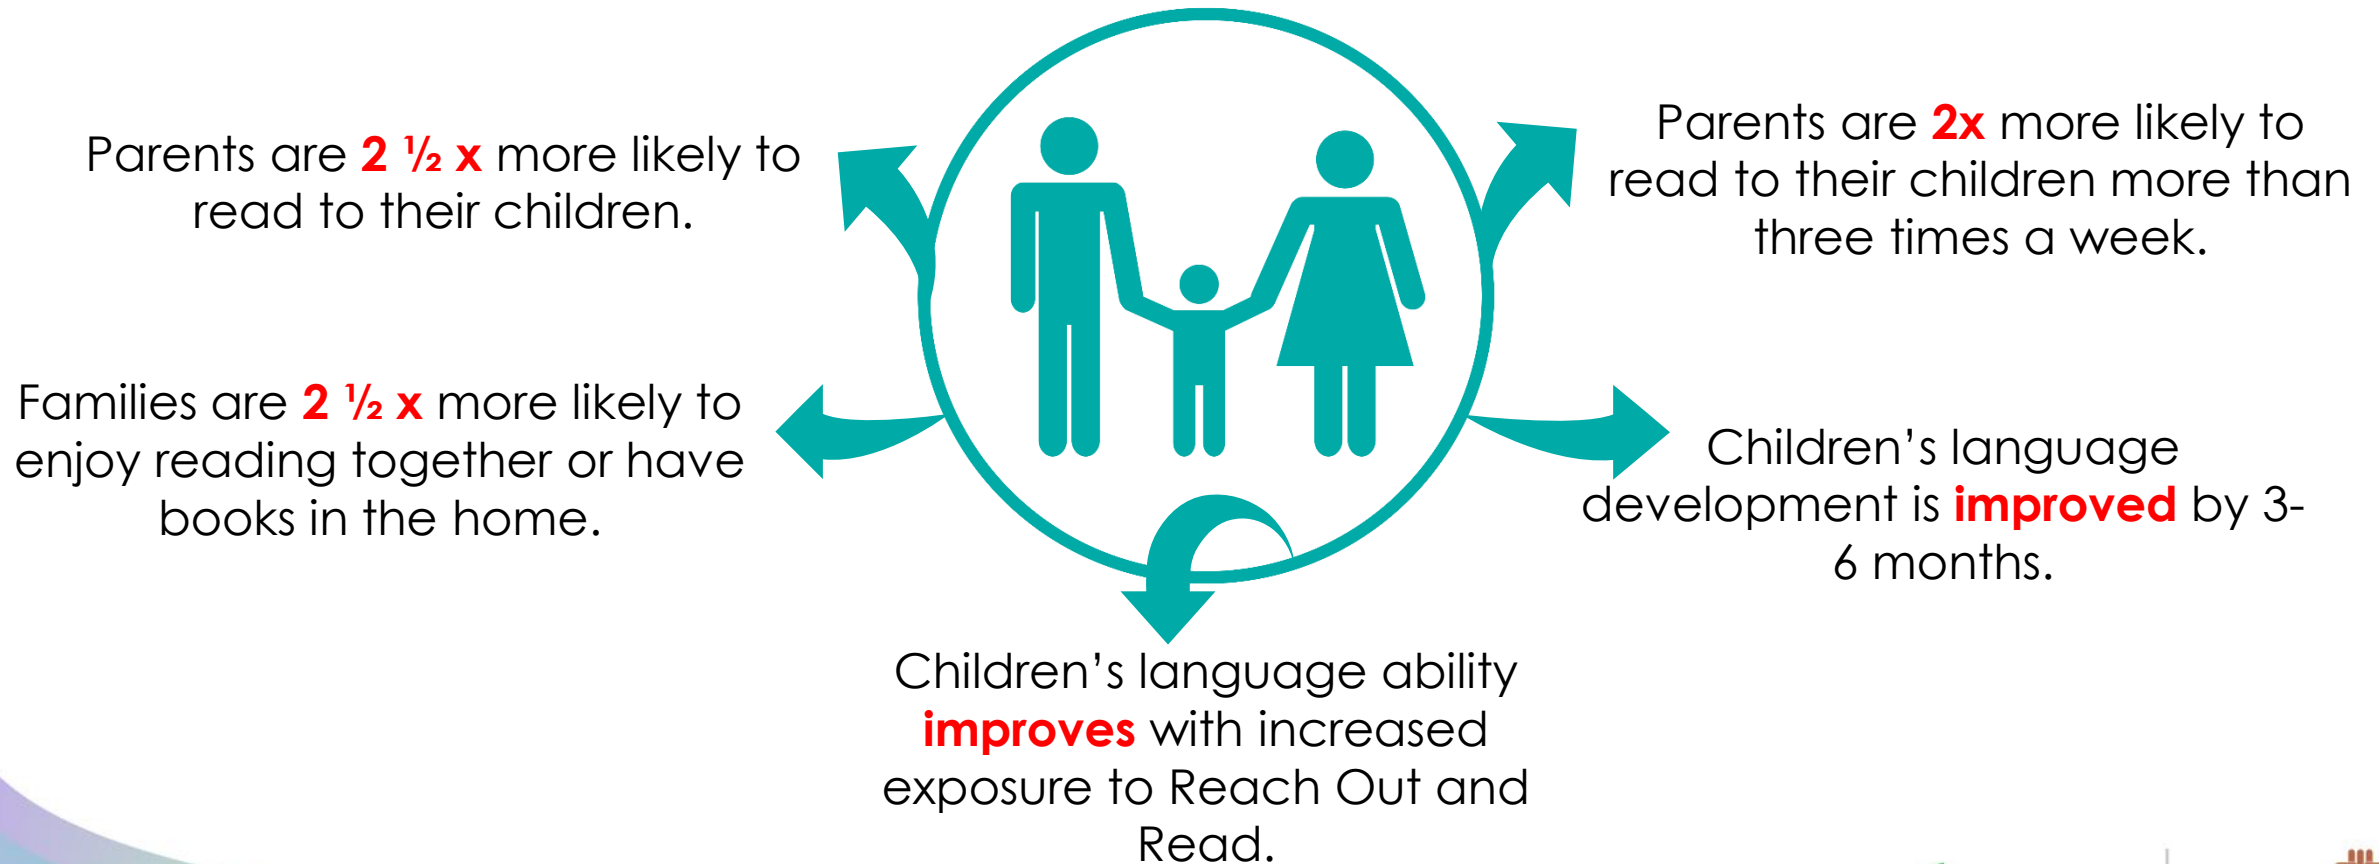 Parents are 2 ½ x more likely to
read to their children.
Families are 2 ½ x more likely to
enjoy reading together or have
books in the home.
Parents are 2x more likely to
read to their children more than
three times a week.
Children’s language
development is improved by 3-
6 months.
Children’s language ability
improves with increased
exposure to Reach Out and
Read.